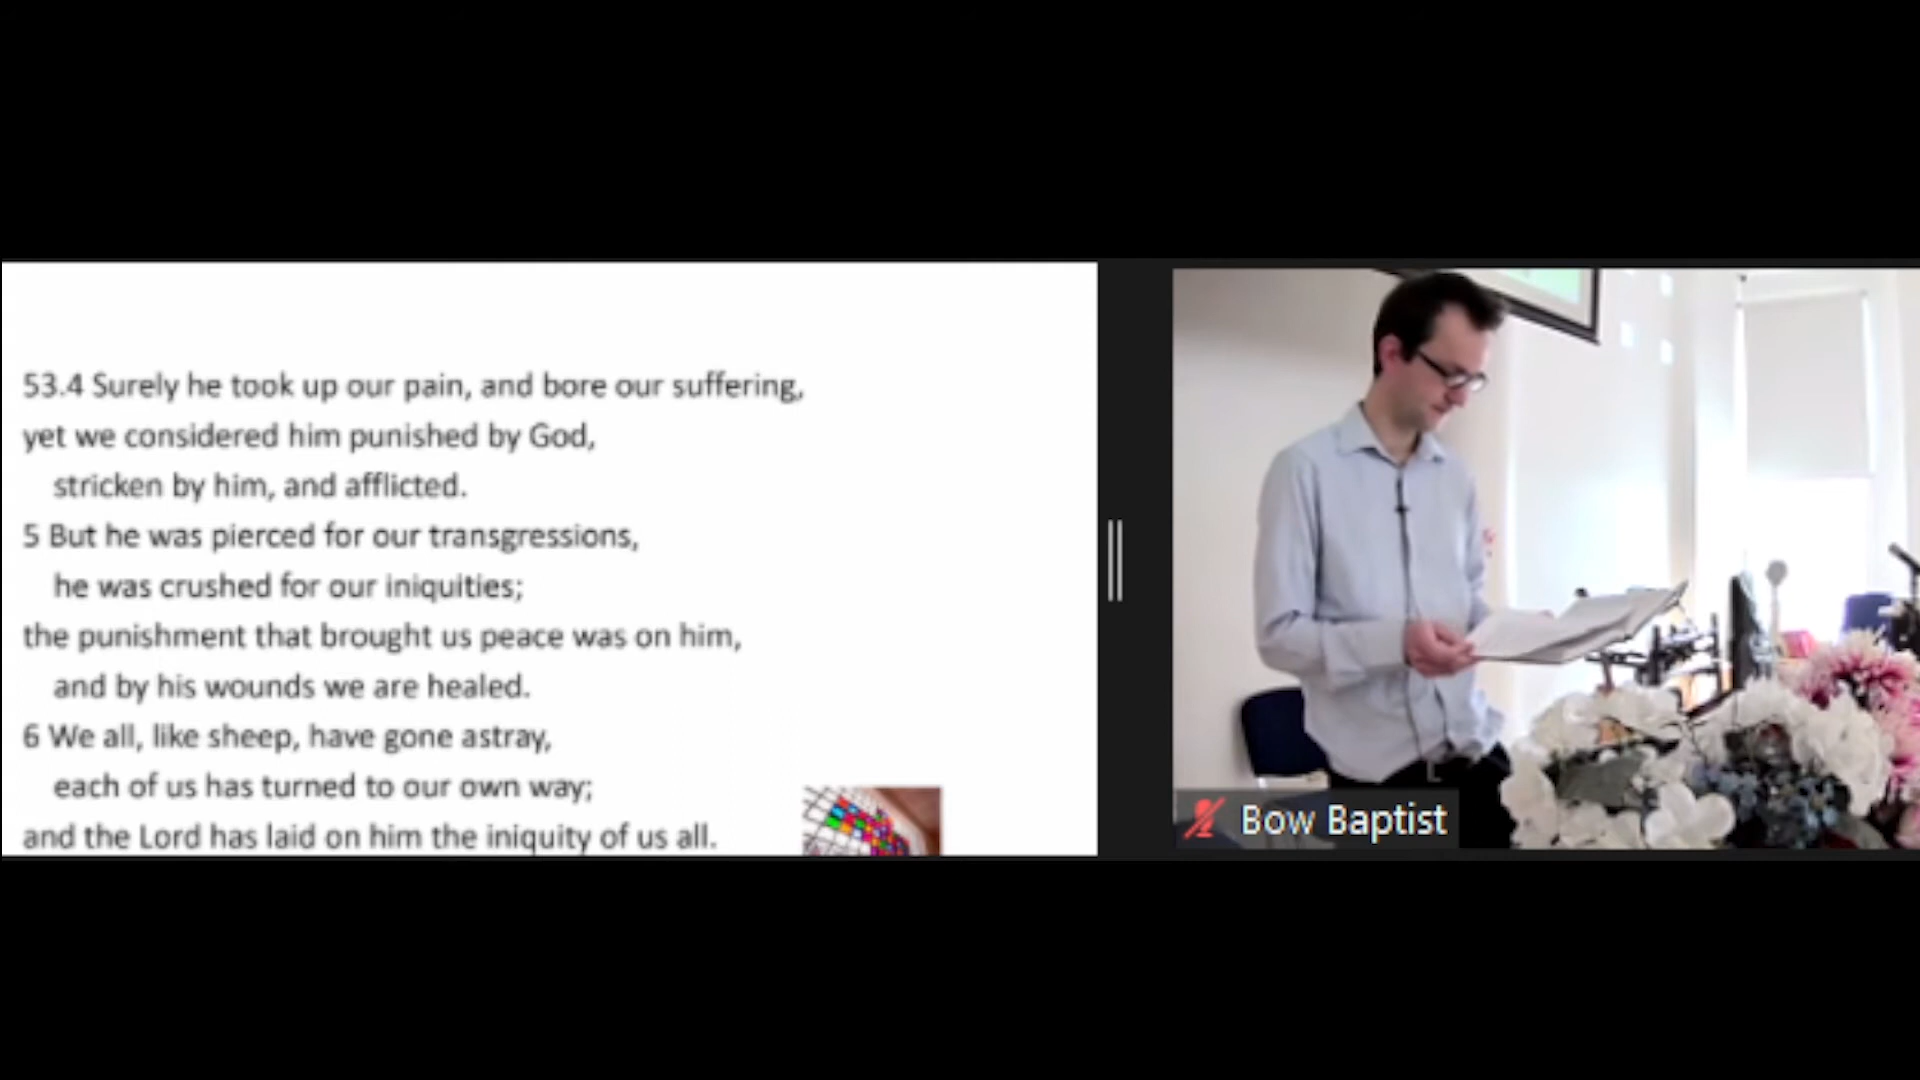 53.4 Surely he took up our pain, and bore our suffering,
yet we considered him punished by God,
stricken by him, and afflicted.
5 But he was pierced for our transgressions,
he was crushed for our iniquities;
the punishment that brought us peace was on him,
and by his wounds we are healed.
6 We all, like sheep, have gone astray,
each of us has turned to our own way;
and the Lord has laid on him the iniquity of us all.
Bow Baptist